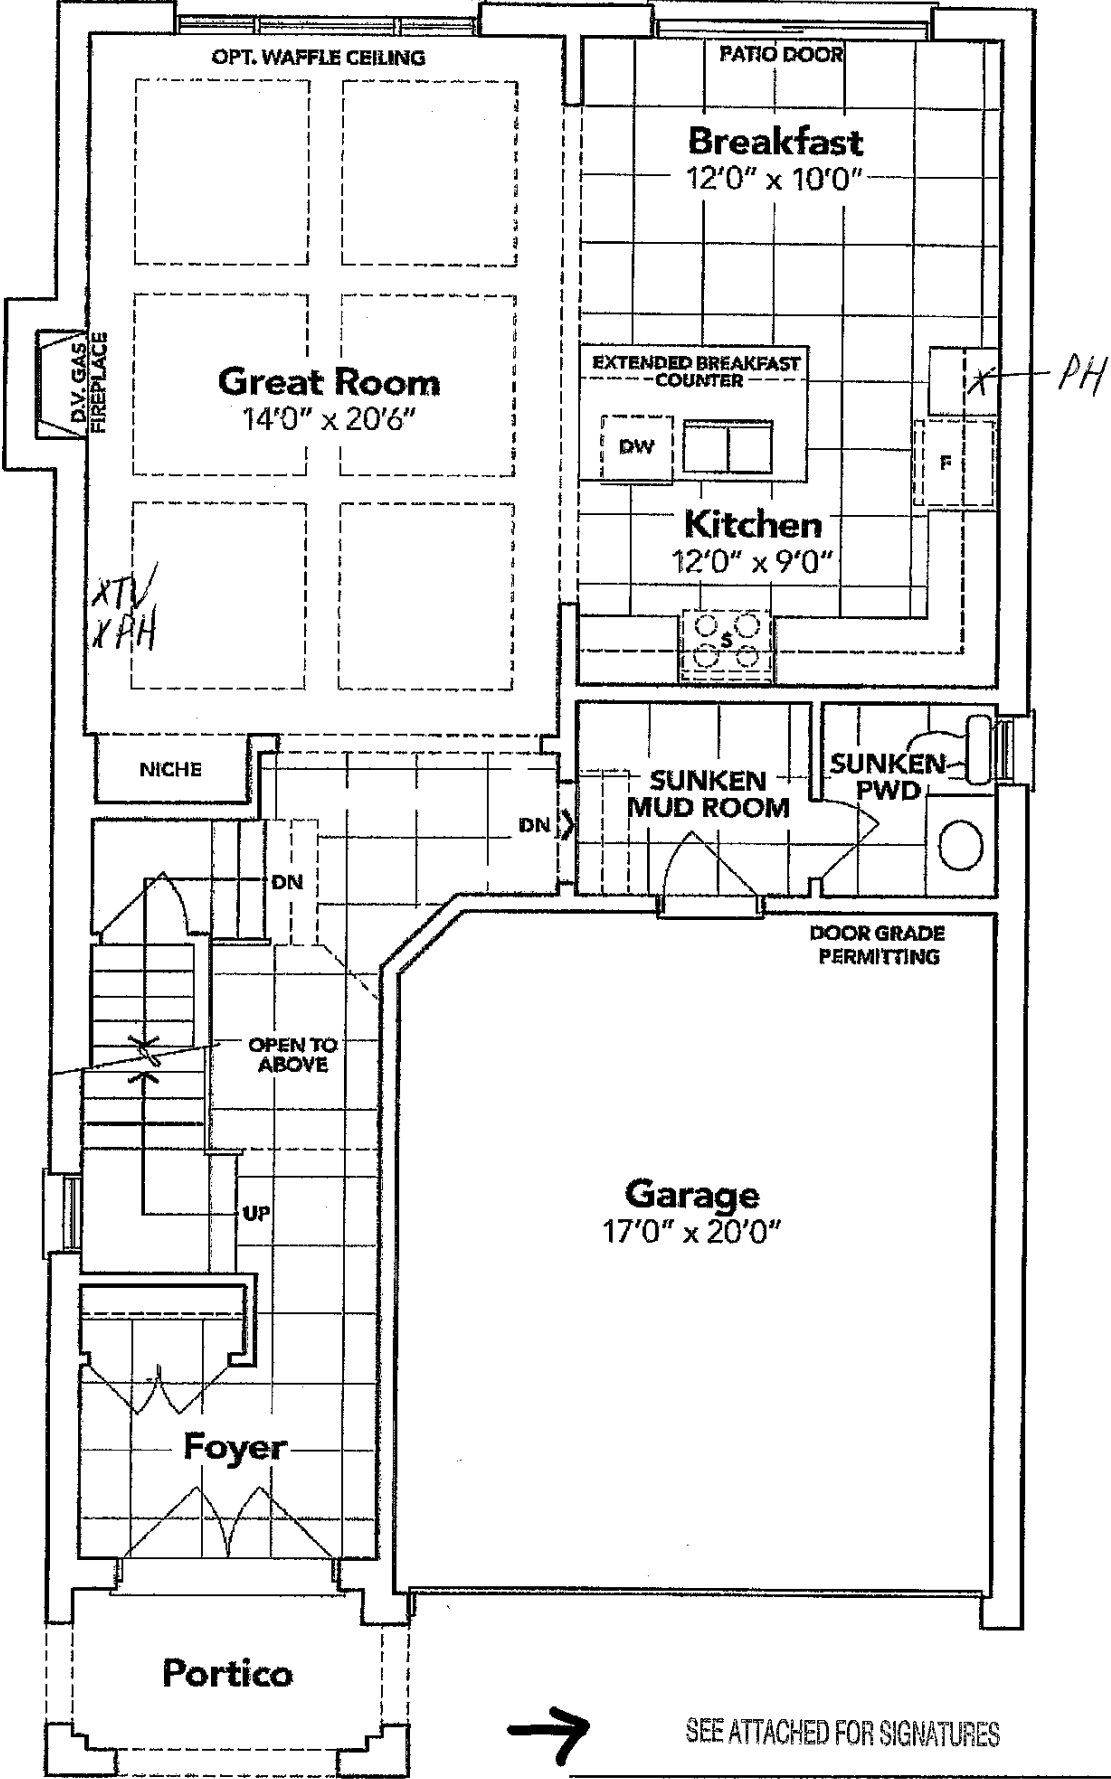 OPT. WAFFLE CEILING
PATIO DOOR
Breakfast
12'0" x 10'0"
D.V. GAS
FIREPLACE
Great Room
14'0" x 20'6"
EXTENDED BREAKFAST
COUNTER
X PH
DW
F
Kitchen
12'0" x 9'0"
XTV
X PH
S
NICHE
SUNKEN
MUD ROOM
SUNKEN
PWD
DN
DN
DOOR GRADE
PERMITTING
OPEN TO
ABOVE
UP
Garage
17'0" x 20'0"
Foyer
Portico
SEE ATTACHED FOR SIGNATURES